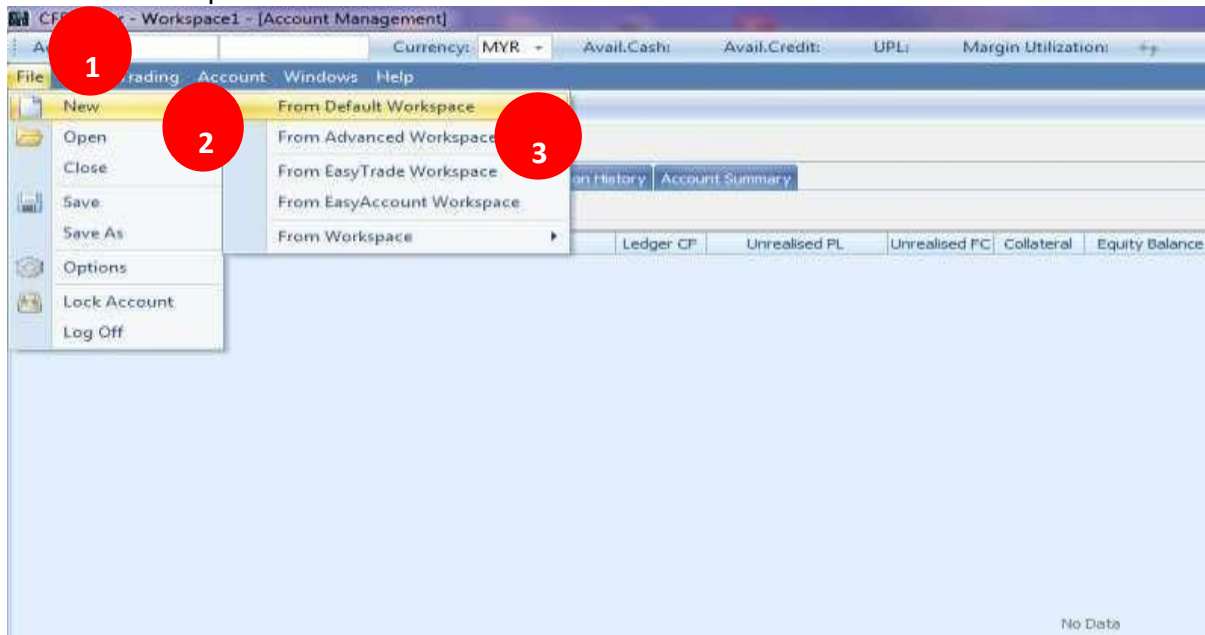 - Workspace1 - [Account Management]
Currency: MYR Avail.Cash: Avail.Credit: UPL: Margin Utilization:
1
File Trading Account Windows Help
New From Default Workspace
2
3
Open From Advanced Workspace
Close From EasyTrade Workspace History Account Summary
Save From EasyAccount Workspace
Save As From Workspace Ledger CF Unrealised PL Unrealised FC Collateral Equity Balance
Options
Lock Account
Log Off
No Data